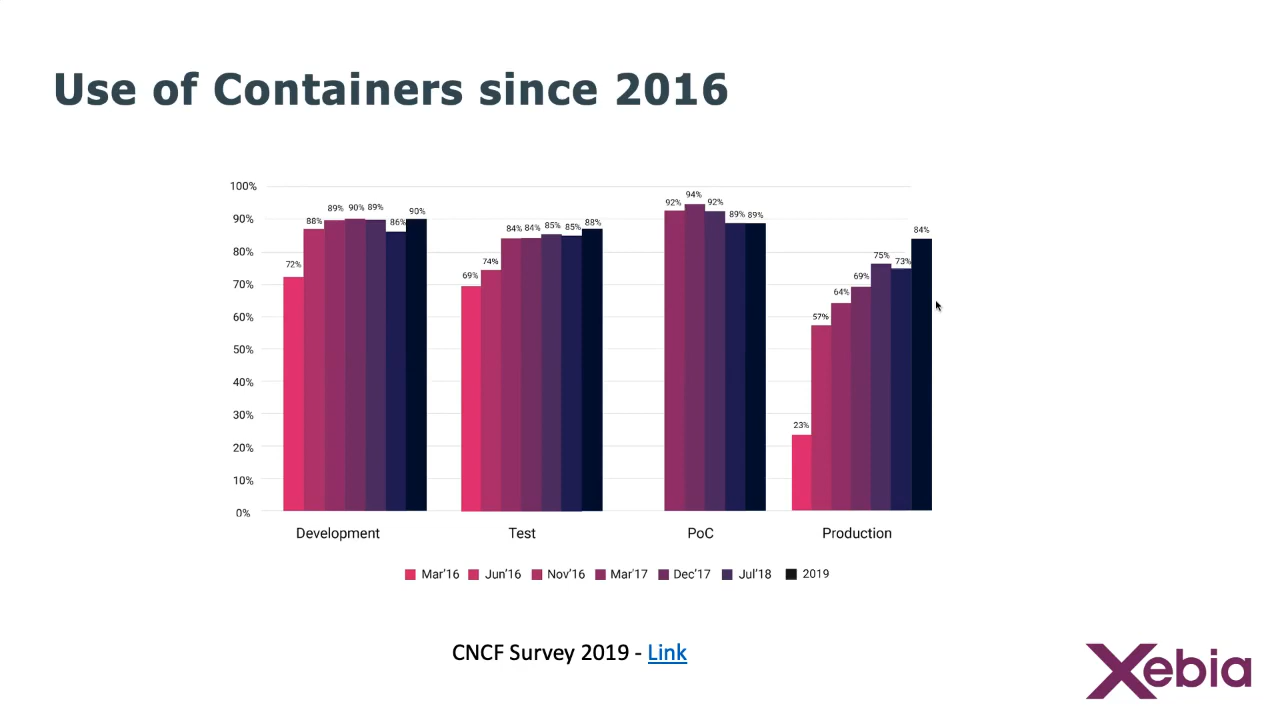 Use of Containers since 2016
100%
90%
80%
70%
60%
50%
40%
30%
20%
10%
0%
72% 88% 89% 90% 89% 86% 90%
69% 74% 84% 84% 85% 85% 88%
92% 94% 92% 89% 89%
23% 57% 64% 69% 75% 73% 84%
Development Test PoC Production
Mar'16 Jun'16 Nov'16 Mar'17 Dec'17 Jul'18 2019
CNCF Survey 2019 - Link
Xebia